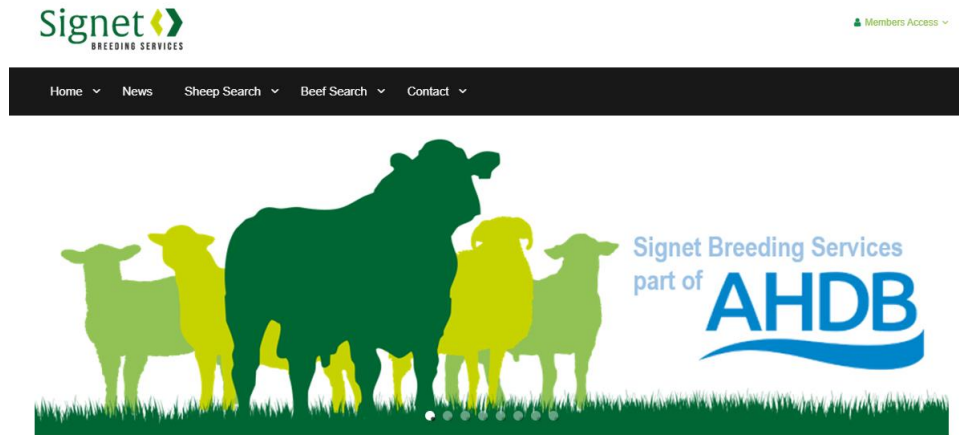 Signet
BREEDING SERVICES
Members Access
Home News Sheep Search Beef Search Contact
Signet Breeding Services
part of AHDB